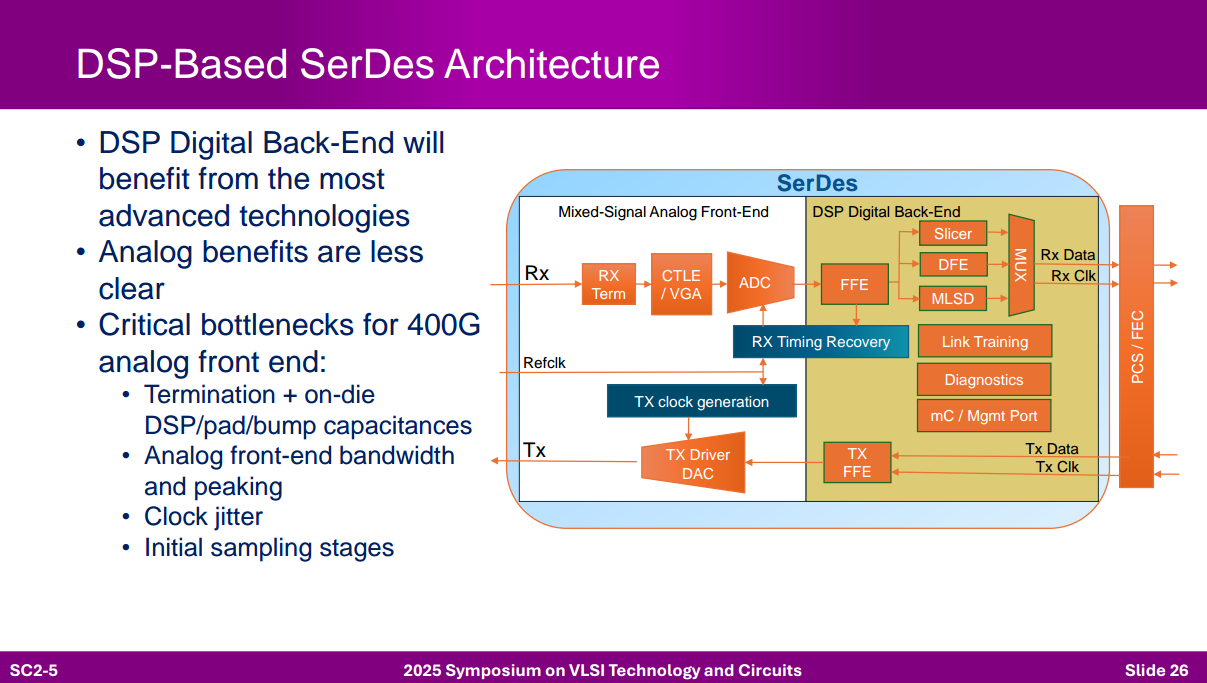 DSP-Based SerDes Architecture
• DSP Digital Back-End will
benefit from the most
advanced technologies
• Analog benefits are less
clear
• Critical bottlenecks for 400G
analog front end:
• Termination + on-die
DSP/pad/bump capacitances
• Analog front-end bandwidth
and peaking
• Clock jitter
• Initial sampling stages
SerDes
Mixed-Signal Analog Front-End
DSP Digital Back-End
Rx
RX
Term
CTLE
/ VGA
ADC
FFE
Slicer
DFE
MLSD
MUX
Rx Data
Rx Clk
PCS / FEC
RX Timing Recovery
Link Training
Refclk
Diagnostics
TX clock generation
mC / Mgmt Port
Tx
TX Driver
DAC
TX
FFE
Tx Data
Tx Clk
SC2-5
2025 Symposium on VLSI Technology and Circuits
Slide 26